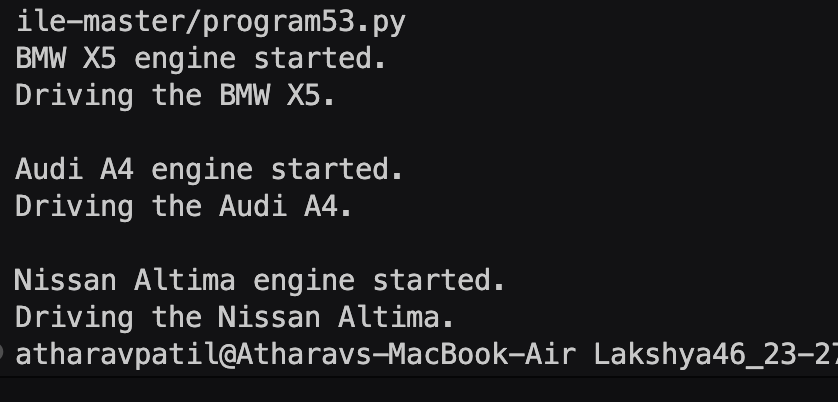 ile-master/program53.py
BMW X5 engine started.
Driving the BMW X5.
Audi A4 engine started.
Driving the Audi A4.
Nissan Altima engine started.
Driving the Nissan Altima.
atharavpatil@Atharavs-MacBook-Air Lakshya46_23-27